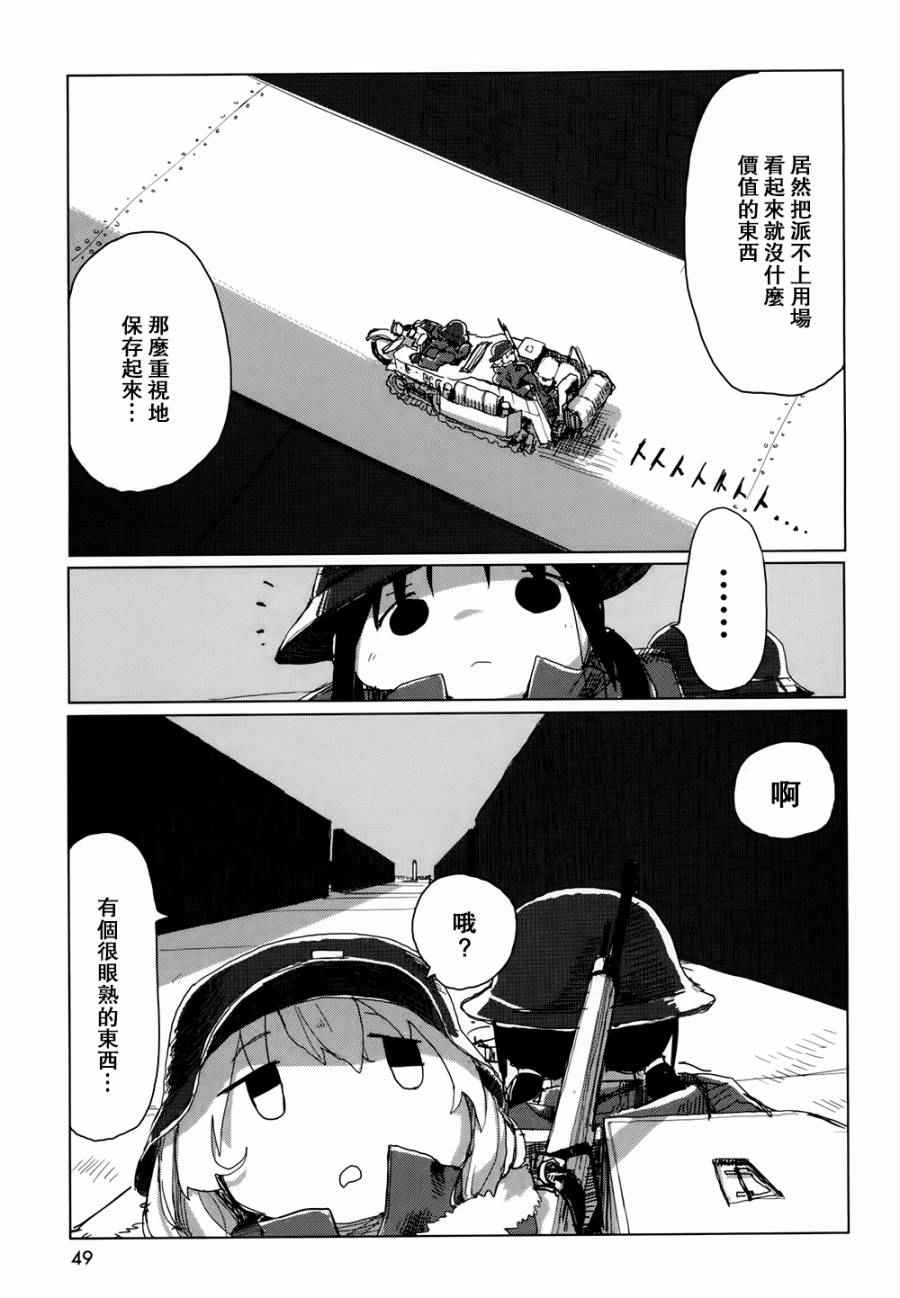 居然把派不上用場
看起來就沒什麼
價值的東西
那麼重視地
保存起來…
トトトトトトト…
……
啊
哦?
有個很眼熟的東西…
49